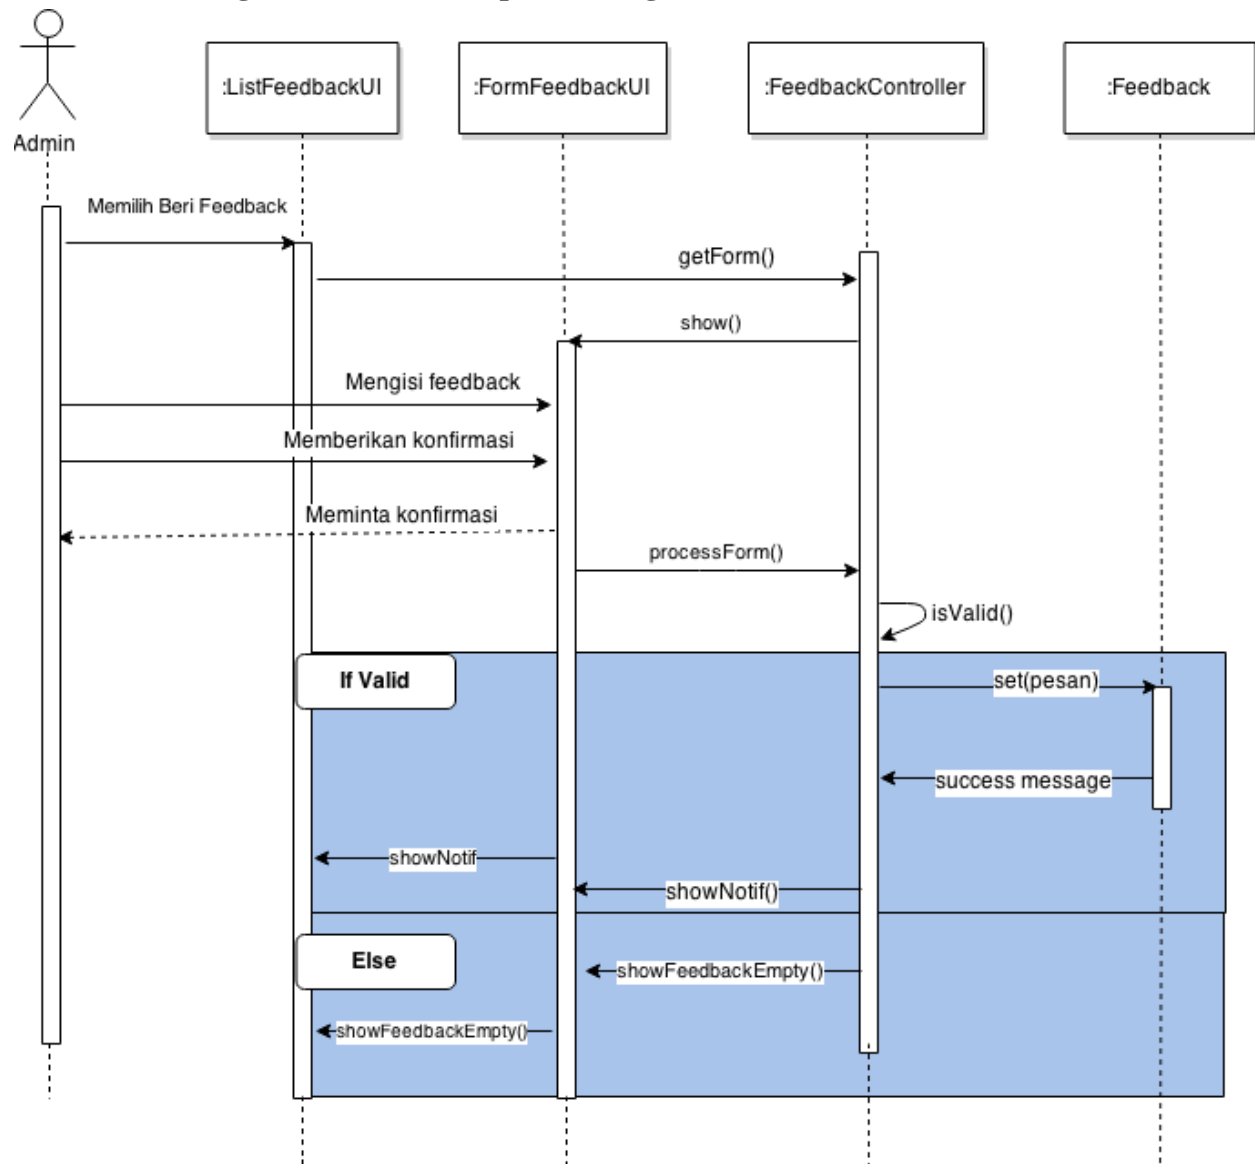 :ListFeedbackUI
:FormFeedbackUI
:FeedbackController
:Feedback
Admin
Memilih Beri Feedback
getForm()
show()
Mengisi feedback
Memberikan konfirmasi
Meminta konfirmasi
processForm()
isValid()
If Valid
set(pesan)
success message
showNotif
showNotif()
Else
showFeedbackEmpty()
showFeedbackEmpty()